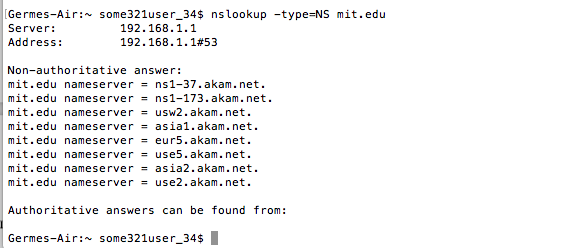 Germes-Air:~ some321user_34$ nslookup -type=NS mit.edu
Server:		192.168.1.1
Address:	192.168.1.1#53

Non-authoritative answer:
mit.edu nameserver = ns1-37.akam.net.
mit.edu nameserver = ns1-173.akam.net.
mit.edu nameserver = usw2.akam.net.
mit.edu nameserver = asia1.akam.net.
mit.edu nameserver = eur5.akam.net.
mit.edu nameserver = use5.akam.net.
mit.edu nameserver = asia2.akam.net.
mit.edu nameserver = use2.akam.net.

Authoritative answers can be found from:

Germes-Air:~ some321user_34$